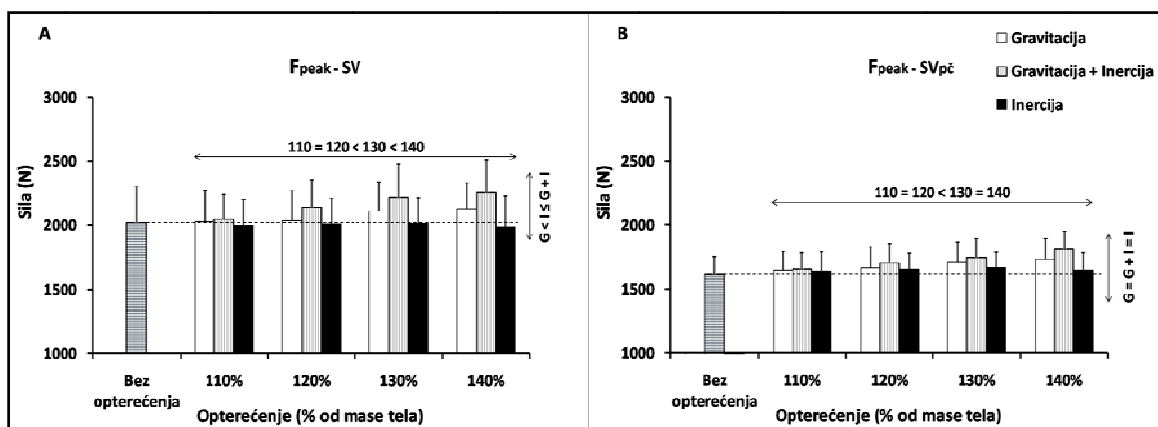 A
Fpeak - SV
Sila (N)
3000
2500
2000
1500
1000
110 = 120 < 130 < 140
G < I ≤ G + I
Bez opterećenja
110%
120%
130%
140%
Opterećenje (% od mase tela)
B
Fpeak - SVpč
Gravitacija
Gravitacija + Inercija
Inercija
Sila (N)
3000
2500
2000
1500
1000
110 = 120 < 130 = 140
G = G + I = I
Bez opterećenja
110%
120%
130%
140%
Opterećenje (% od mase tela)